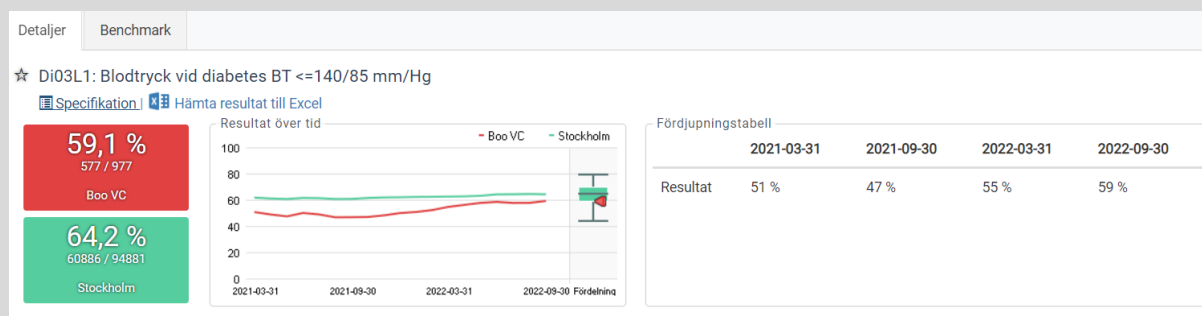 Detaljer Benchmark
Di03L1: Blodtryck vid diabetes BT <=140/85 mm/Hg
Specifikation | Hämta resultat till Excel
59,1 %
577 / 977
Boo VC
64,2 %
60886 / 94881
Stockholm
Resultat över tid
Boo VC Stockholm
100
80
60
40
20
0
2021-03-31 2021-09-30 2022-03-31 2022-09-30 Fördelning
Fördjupningstabell
2021-03-31 2021-09-30 2022-03-31 2022-09-30
Resultat 51 % 47 % 55 % 59 %